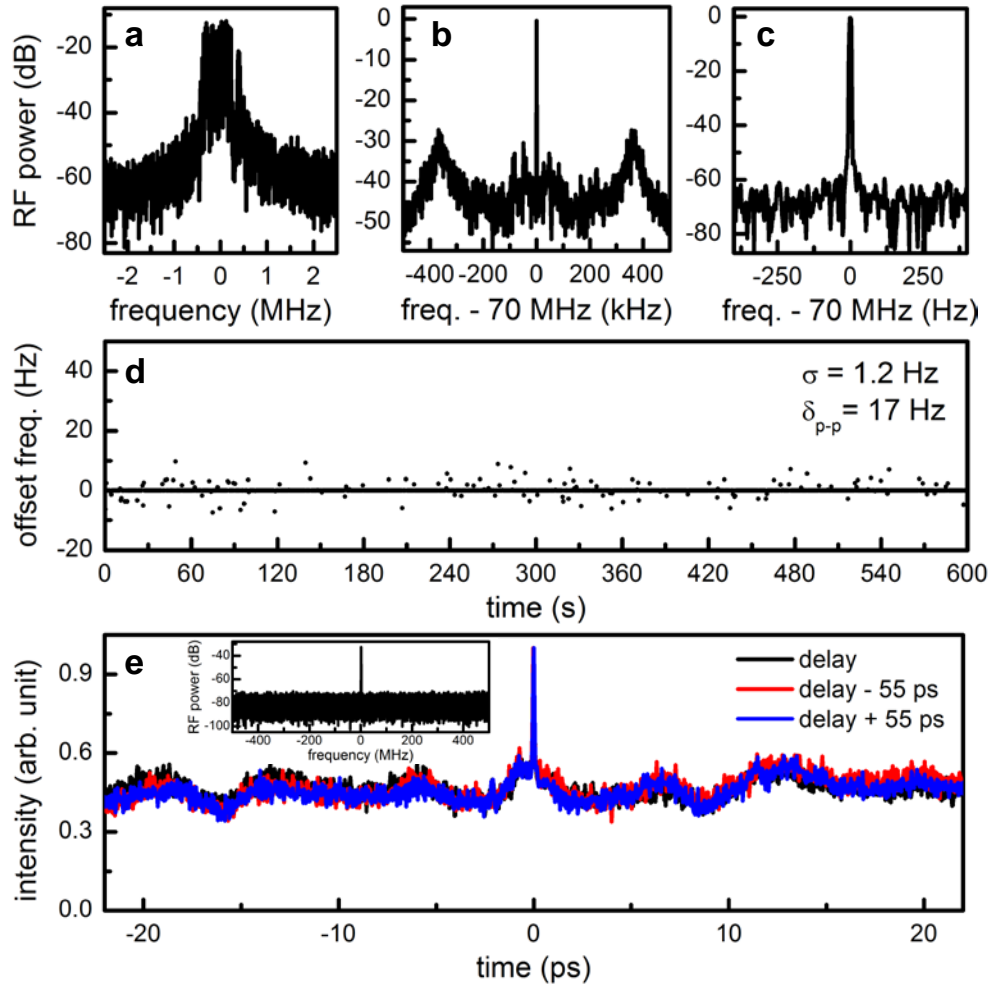 a
b
c
RF power (dB)
-20
-40
-60
-80
0
-10
-20
-30
-40
-50
0
-20
-40
-60
-80
-2 -1 0 1 2
-400 -200 0 200 400
-250 0 250
frequency (MHz)
freq. - 70 MHz (kHz)
freq. - 70 MHz (Hz)
d
offset freq. (Hz)
40
20
0
-20
σ = 1.2 Hz
δp-p = 17 Hz
0 60 120 180 240 300 360 420 480 540 600
time (s)
e
intensity (arb. unit)
0.9
0.6
0.3
0.0
RF power (dB)
-40
-60
-80
-100
-400 -200 0 200 400
frequency (MHz)
delay
delay - 55 ps
delay + 55 ps
-20 -10 0 10 20
time (ps)